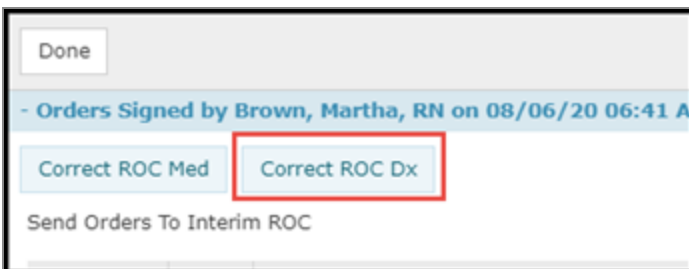 Done
- Orders Signed by Brown, Martha, RN on 08/06/20 06:41 A
Correct ROC Med Correct ROC Dx
Send Orders To Interim ROC